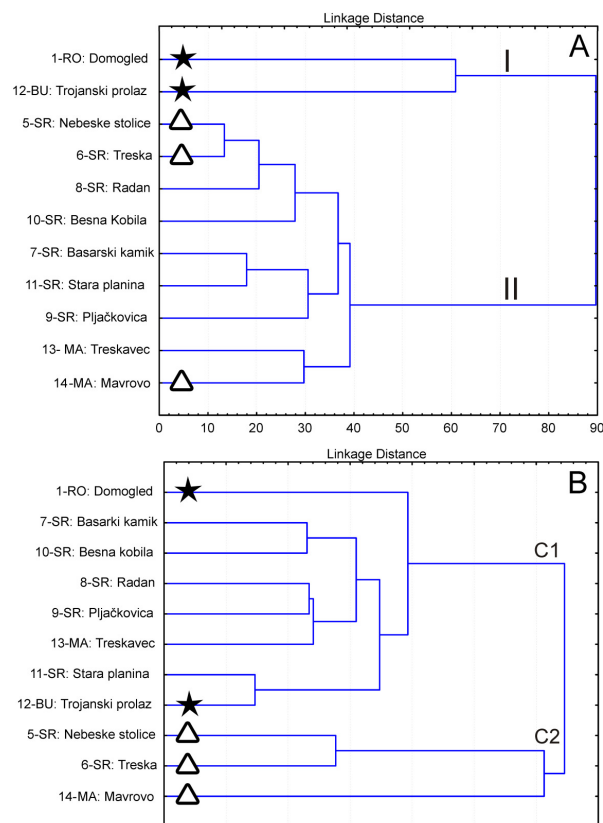 Linkage Distance
A
1-RO: Domogled
I
12-BU: Trojanski prolaz
5-SR: Nebeske stolice
6-SR: Treska
8-SR: Radan
10-SR: Besna Kobila
7-SR: Basarski kamik
11-SR: Stara planina
II
9-SR: Pljačkovica
13- MA: Treskavec
14-MA: Mavrovo
0 10 20 30 40 50 60 70 80 90
Linkage Distance
B
1-RO: Domogled
7-SR: Basarki kamik
10-SR: Besna kobila
C1
8-SR: Radan
9-SR: Pljačkovica
13-MA: Treskavec
11-SR: Stara planina
12-BU: Trojanski prolaz
5-SR: Nebeske stolice
C2
6-SR: Treska
14-MA: Mavrovo